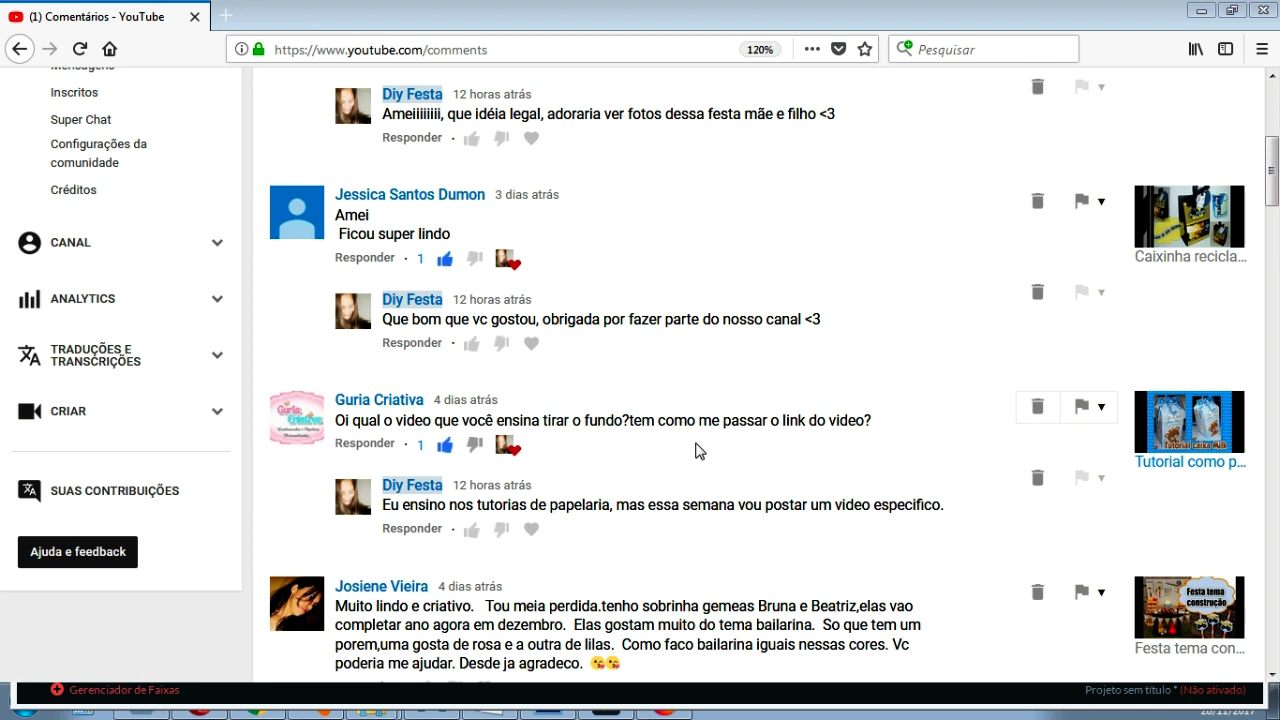 (1) Comentários - YouTube
https://www.youtube.com/comments
120%
Pesquisar
Mensagens
Inscritos
Super Chat
Configurações da
comunidade
Créditos
CANAL
ANALYTICS
TRADUÇÕES E
TRANSCRIÇÕES
CRIAR
SUAS CONTRIBUIÇÕES
Ajuda e feedback
Diy Festa 12 horas atrás
Ameiiiiiiii, que idéia legal, adoraria ver fotos dessa festa mãe e filho <3
Responder
Jessica Santos Dumon 3 dias atrás
Amei
Ficou super lindo
Responder · 1
Caixinha recicla...
Diy Festa 12 horas atrás
Que bom que vc gostou, obrigada por fazer parte do nosso canal <3
Responder
Guria Criativa 4 dias atrás
Oi qual o video que você ensina tirar o fundo?tem como me passar o link do video?
Responder · 1
Guria
Criativa
Tutorial caixa Milk
Tutorial como p...
Diy Festa 12 horas atrás
Eu ensino nos tutorias de papelaria, mas essa semana vou postar um video especifico.
Responder
Josiene Vieira 4 dias atrás
Muito lindo e criativo. Tou meia perdida.tenho sobrinha gemeas Bruna e Beatriz,elas vao
completar ano agora em dezembro. Elas gostam muito do tema bailarina. So que tem um
porem,uma gosta de rosa e a outra de lilas. Como faco bailarina iguais nessas cores. Vc
poderia me ajudar. Desde ja agradeco. 😘😘
Festa tema
construção
Festa tema con...
Gerenciador de Faixas
Projeto sem título * (Não ativado)